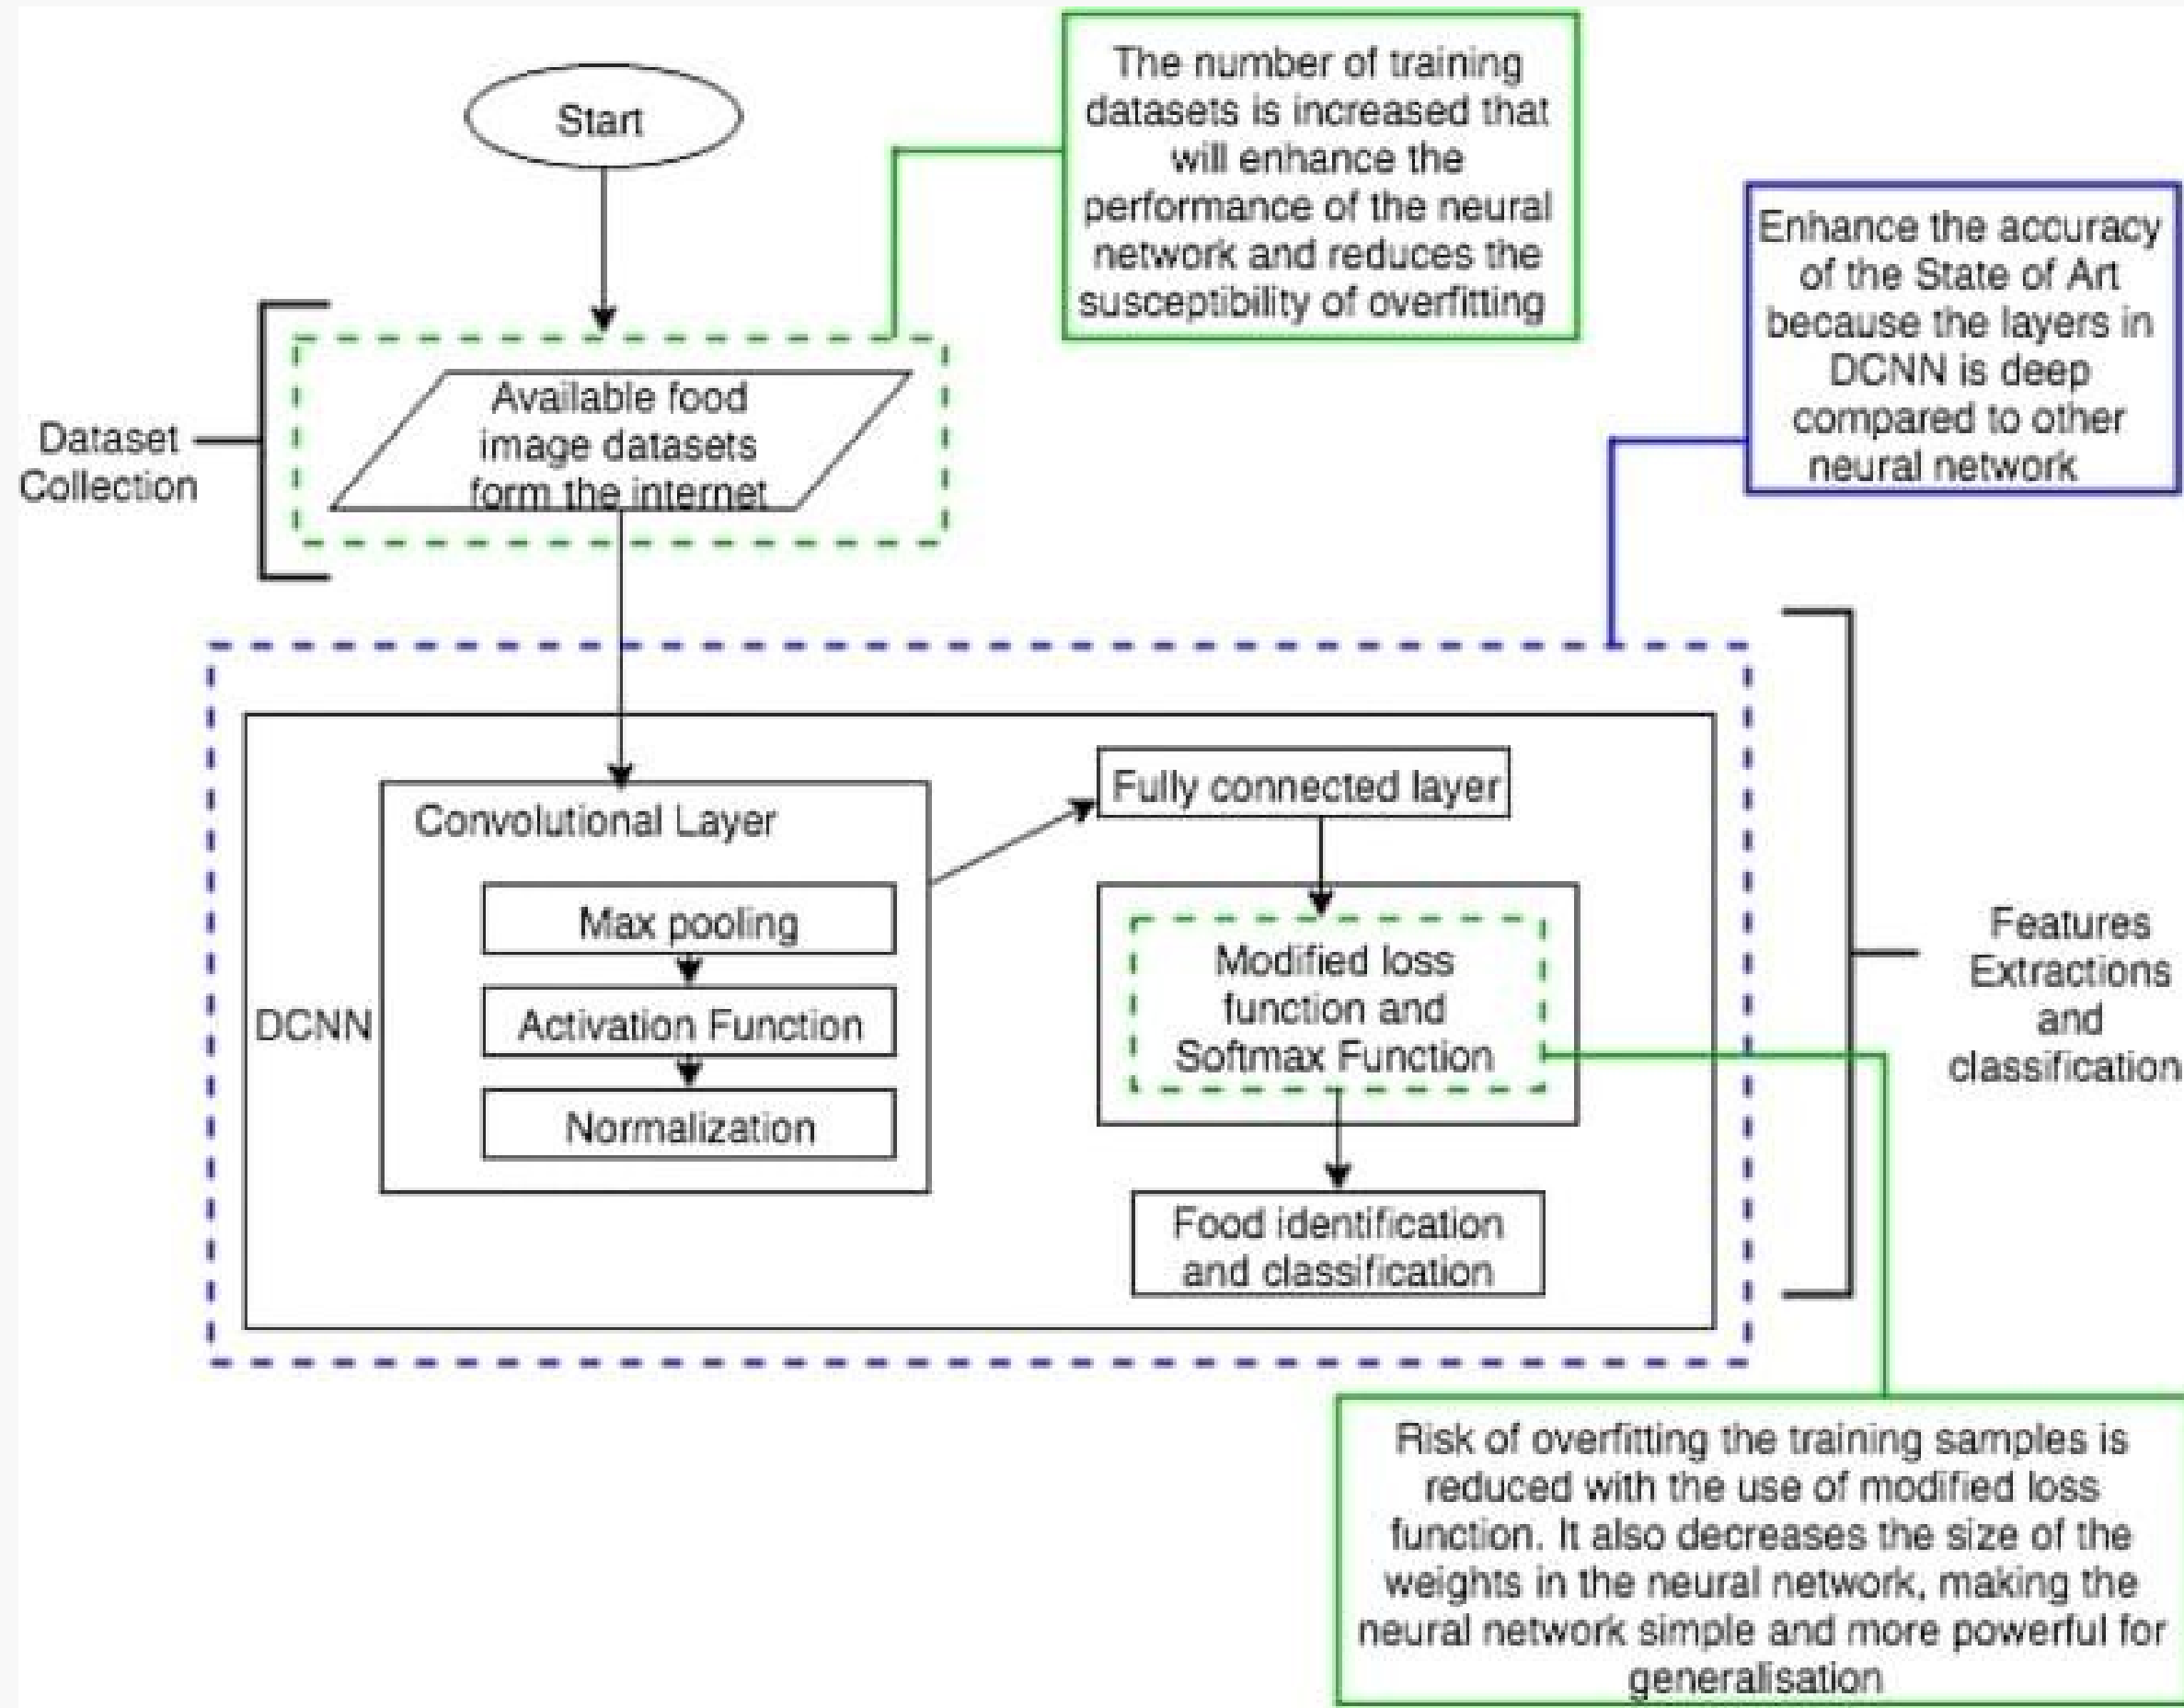 Start
The number of training
datasets is increased that
will enhance the
performance of the neural
network and reduces the
susceptibility of overfitting
Enhance the accuracy
of the State of Art
because the layers in
DCNN is deep
compared to other
neural network
Dataset
Collection
Available food
image datasets
form the internet
Convolutional Layer
Max pooling
Activation Function
Normalization
DCNN
Fully connected layer
Modified loss
function and
Softmax Function
Food identification
and classification
Features
Extractions
and
classification
Risk of overfitting the training samples is
reduced with the use of modified loss
function. It also decreases the size of the
weights in the neural network, making the
neural network simple and more powerful for
generalisation